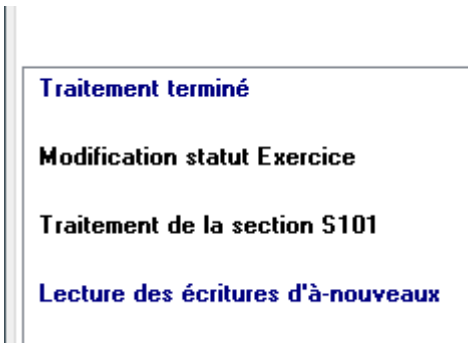 Traitement terminé
Modification statut Exercice
Traitement de la section S101
Lecture des écritures d'à-nouveaux